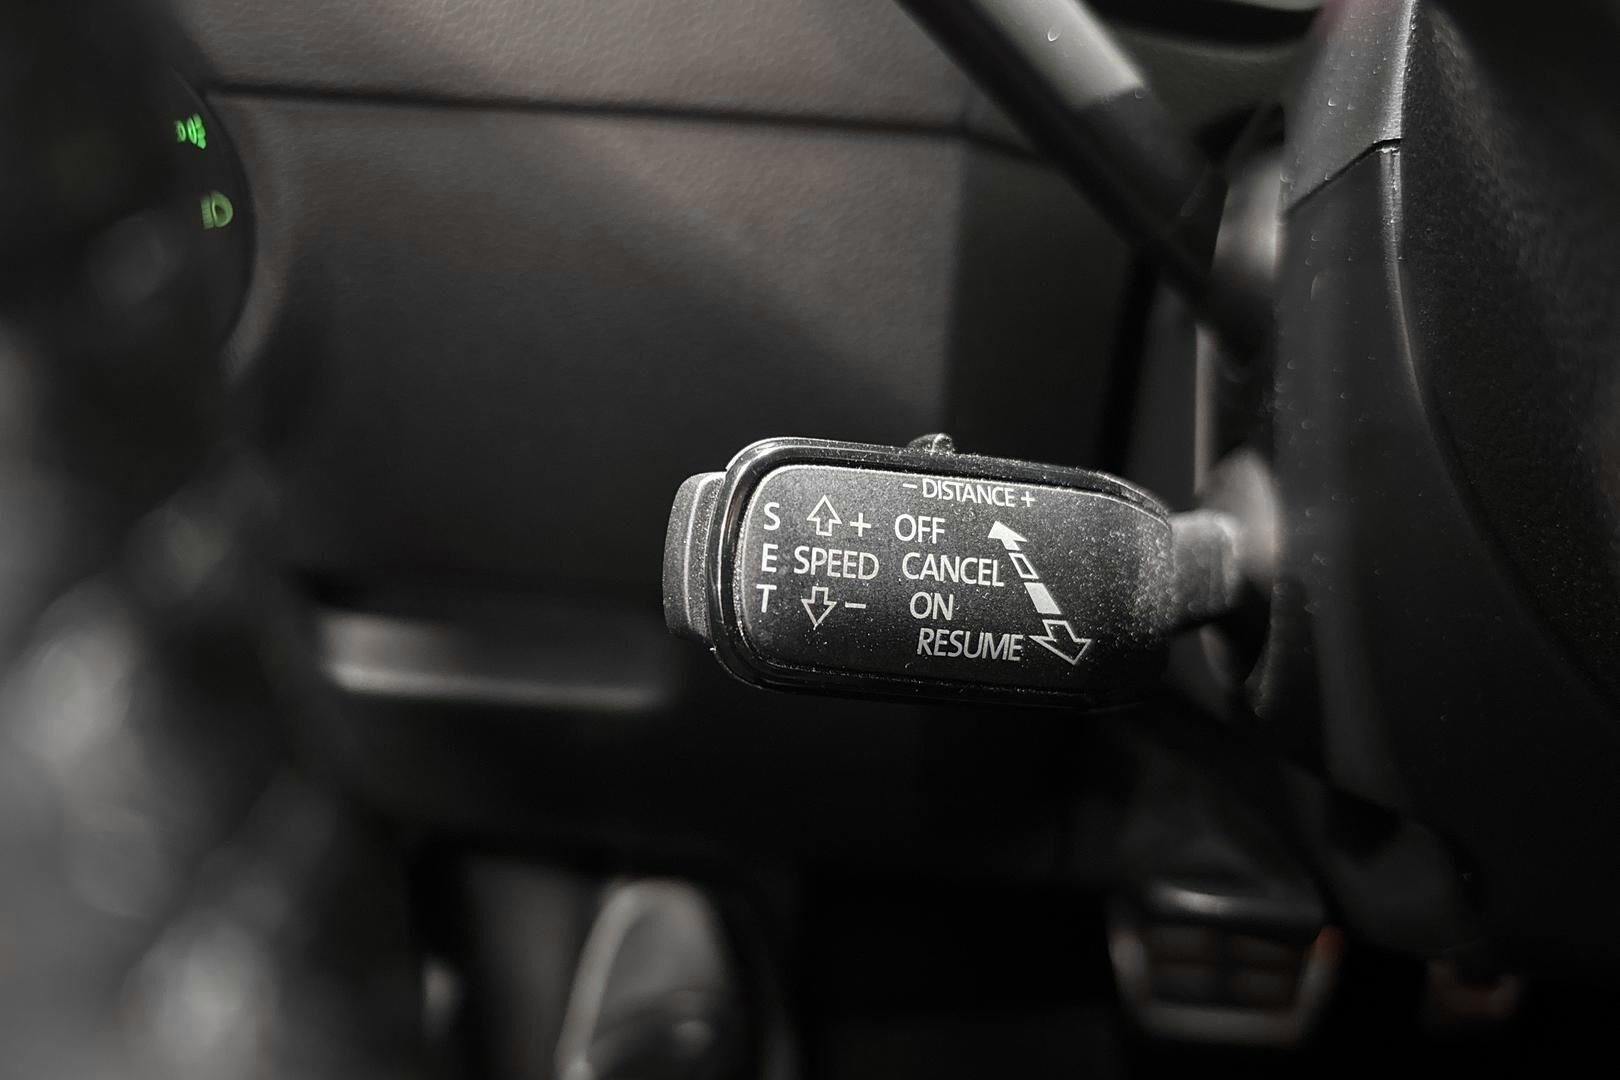 - DISTANCE +
S + OFF
E SPEED CANCEL
T - ON
RESUME